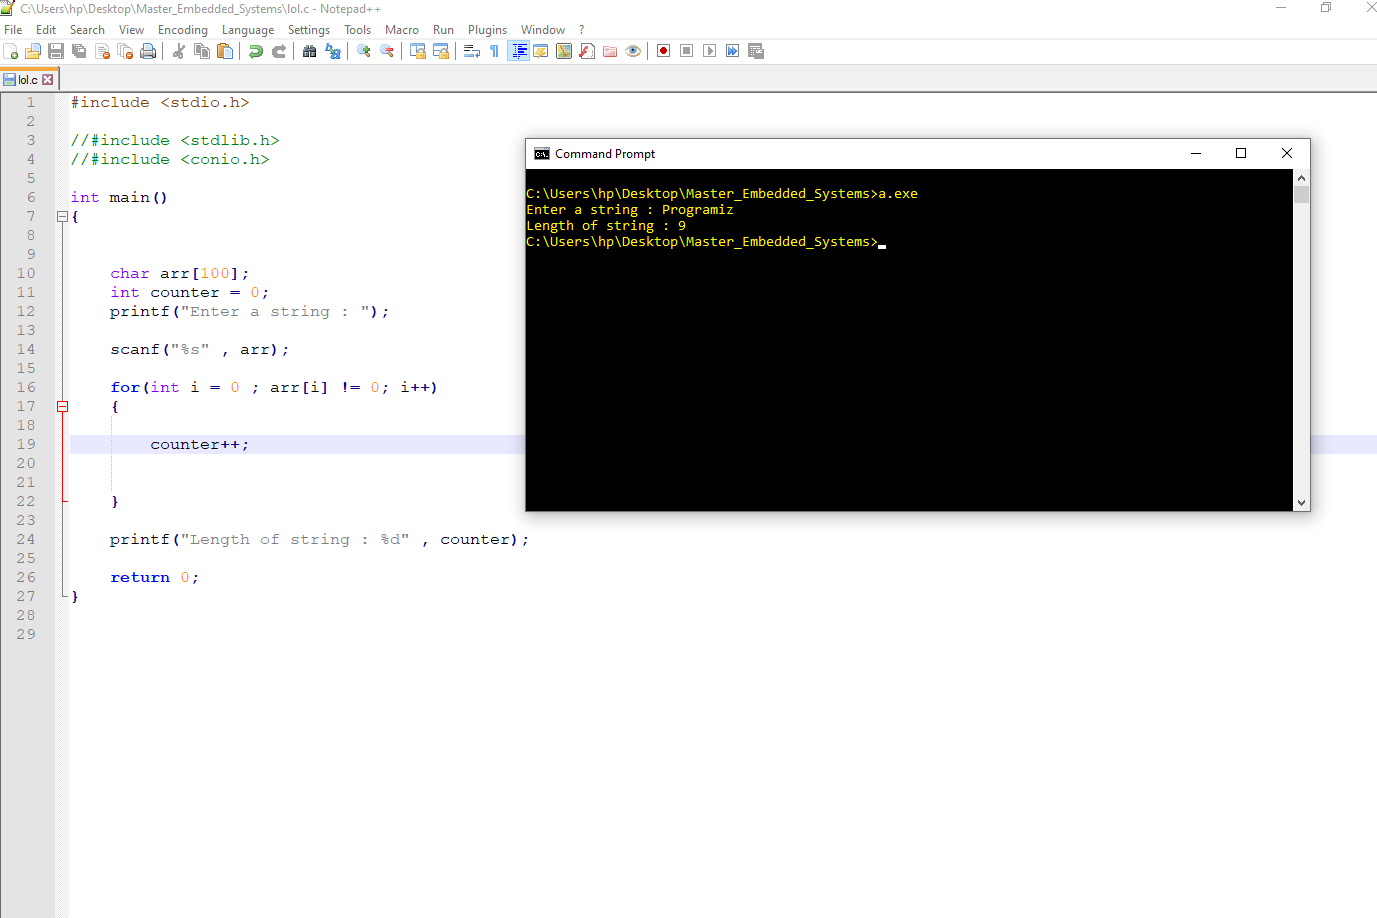 C:\Users\hp\Desktop\Master_Embedded_Systems\lol.c - Notepad++
File Edit Search View Encoding Language Settings Tools Macro Run Plugins Window ?
lol.c
1 #include <stdio.h>
2
3 //#include <stdlib.h>
4 //#include <conio.h>
5
6 int main()
7 {
8
9
10 char arr[100];
11 int counter = 0;
12 printf("Enter a string : ");
13
14 scanf("%s" , arr);
15
16 for(int i = 0 ; arr[i] != 0; i++)
17 {
18
19 counter++;
20
21
22 }
23
24 printf("Length of string : %d" , counter);
25
26 return 0;
27 }
28
29
Command Prompt
C:\Users\hp\Desktop\Master_Embedded_Systems>a.exe
Enter a string : Programiz
Length of string : 9
C:\Users\hp\Desktop\Master_Embedded_Systems>